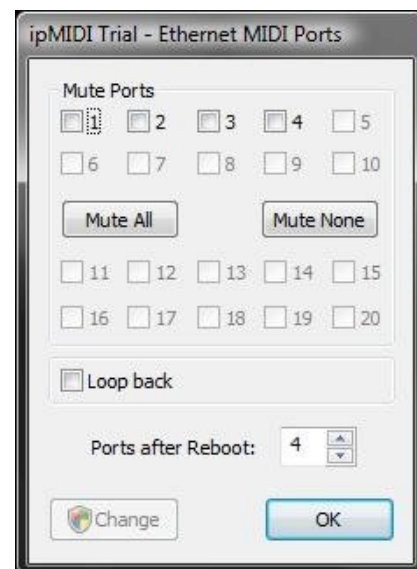 ipMIDI Trial - Ethernet MIDI Ports
Mute Ports
1 2 3 4 5
6 7 8 9 10
Mute All Mute None
11 12 13 14 15
16 17 18 19 20
Loop back
Ports after Reboot: 4
Change OK